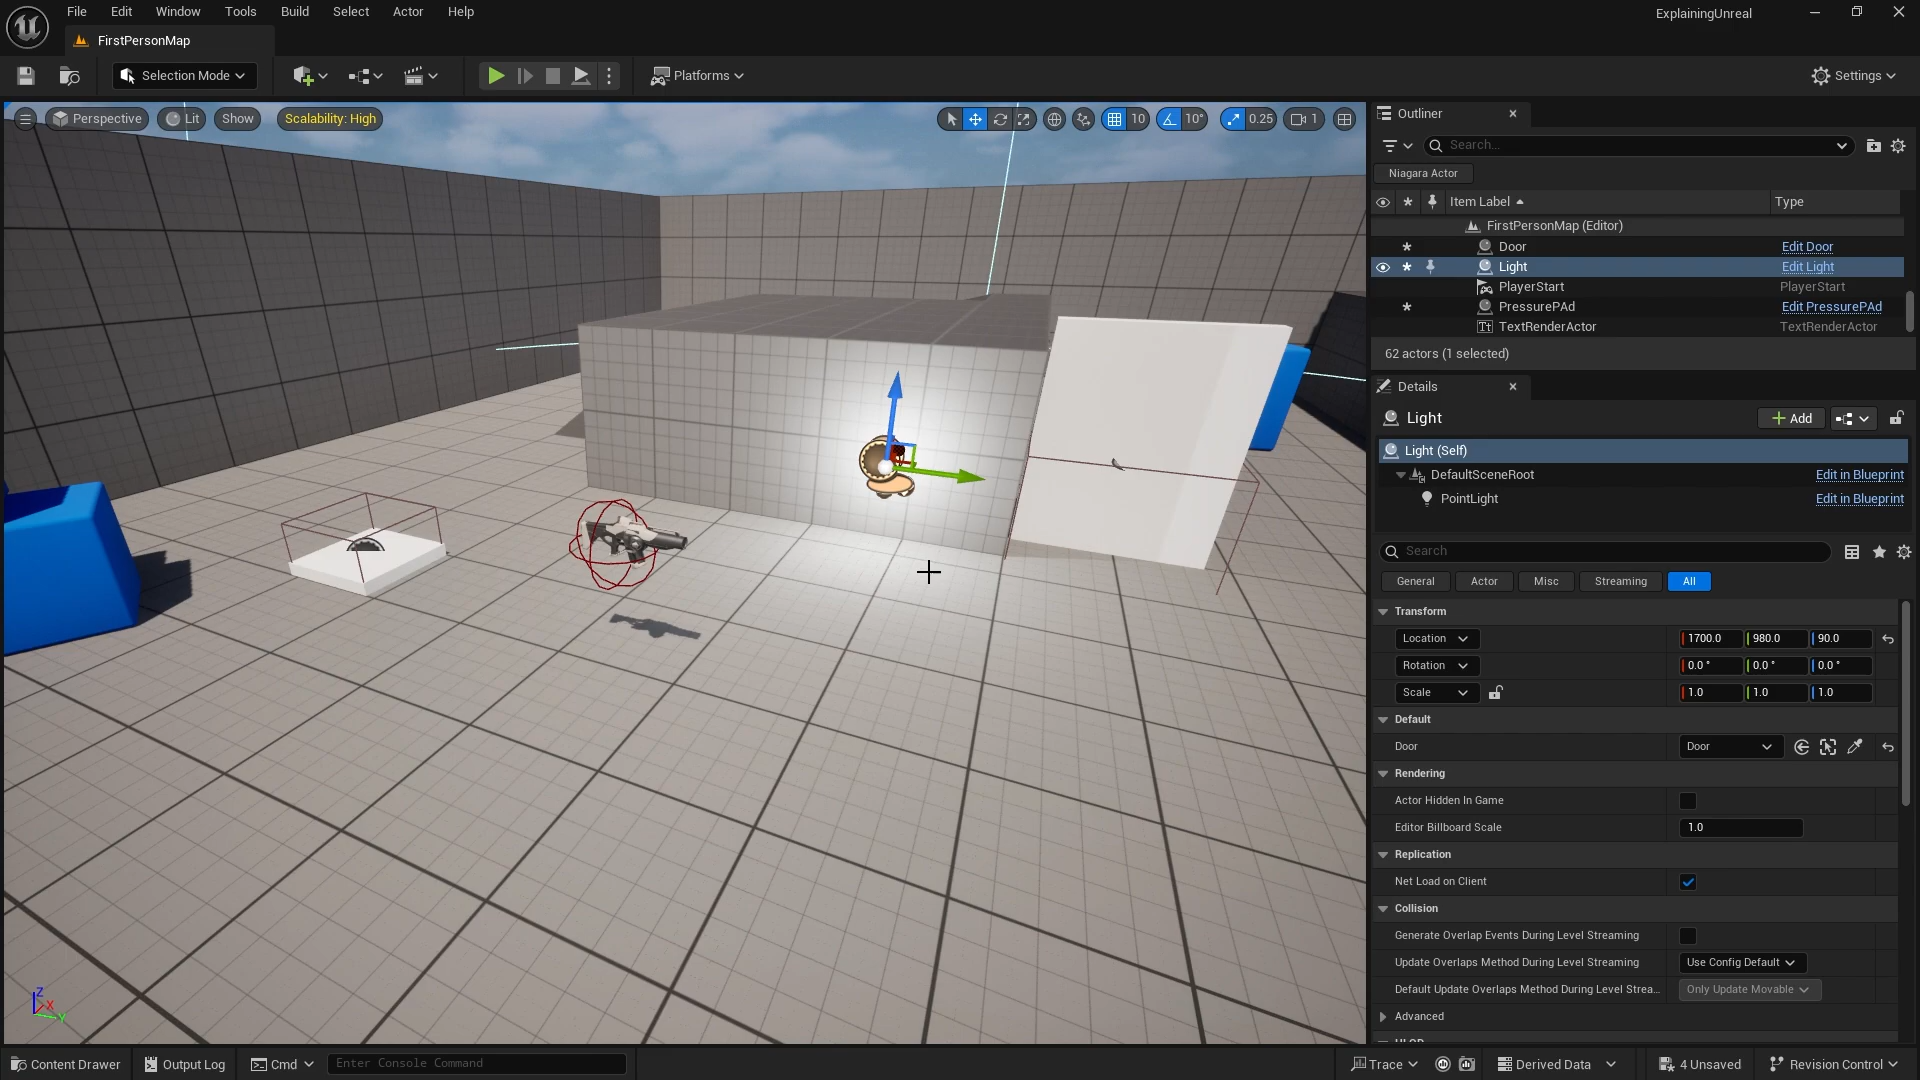 File Edit Window Tools Build Select Actor Help
ExplainingUnreal
FirstPersonMap
Selection Mode
Platforms
Settings
Perspective
Lit
Show
Scalability: High
10
10°
0.25
1
Outliner
Search...
Niagara Actor
Item Label
Type
FirstPersonMap (Editor)
Door Edit Door
Light Edit Light
PlayerStart PlayerStart
PressurePAd Edit PressurePAd
TextRenderActor TextRenderActor
62 actors (1 selected)
Details
Light
Add
Light (Self)
DefaultSceneRoot Edit in Blueprint
PointLight Edit in Blueprint
Search
General Actor Misc Streaming All
Transform
Location 1700.0 980.0 90.0
Rotation 0.0 ° 0.0 ° 0.0 °
Scale 1.0 1.0 1.0
Default
Door Door
Rendering
Actor Hidden In Game
Editor Billboard Scale 1.0
Replication
Net Load on Client
Collision
Generate Overlap Events During Level Streaming
Update Overlaps Method During Level Streaming Use Config Default
Default Update Overlaps Method During Level Strea... Only Update Movable
Advanced
Z
X
Y
Content Drawer
Output Log
Cmd
Enter Console Command
Trace
Derived Data
4 Unsaved
Revision Control